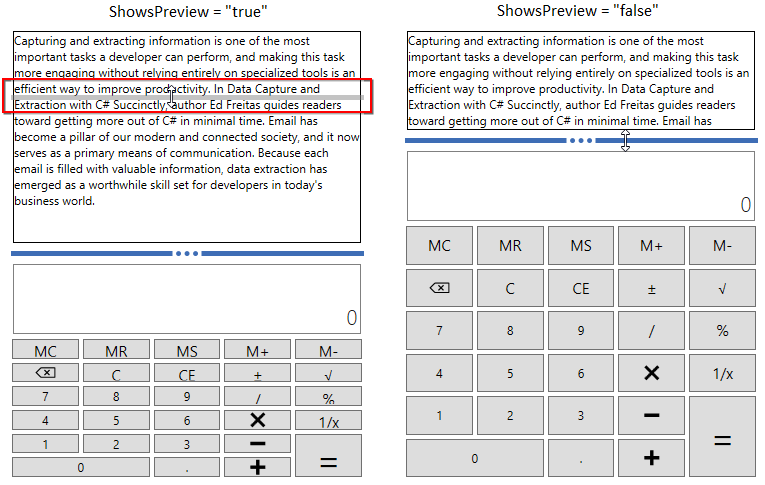 ShowsPreview = "true"
Capturing and extracting information is one of the most
important tasks a developer can perform, and making this task
more engaging without relying entirely on specialized tools is an
efficient way to improve productivity. In Data Capture and
Extraction with C# Succinctly, author Ed Freitas guides readers
toward getting more out of C# in minimal time. Email has
become a pillar of our modern and connected society, and it now
serves as a primary means of communication. Because each
email is filled with valuable information, data extraction has
emerged as a worthwhile skill set for developers in today's
business world.
0
MC MR MS M+ M-
C CE ± √
7 8 9 / %
4 5 6 × 1/x
1 2 3 −
0 . + =
ShowsPreview = "false"
Capturing and extracting information is one of the most
important tasks a developer can perform, and making this task
more engaging without relying entirely on specialized tools is an
efficient way to improve productivity. In Data Capture and
Extraction with C# Succinctly, author Ed Freitas guides readers
toward getting more out of C# in minimal time. Email has
0
MC MR MS M+ M-
C CE ± √
7 8 9 / %
4 5 6 × 1/x
1 2 3 − =
0 . +